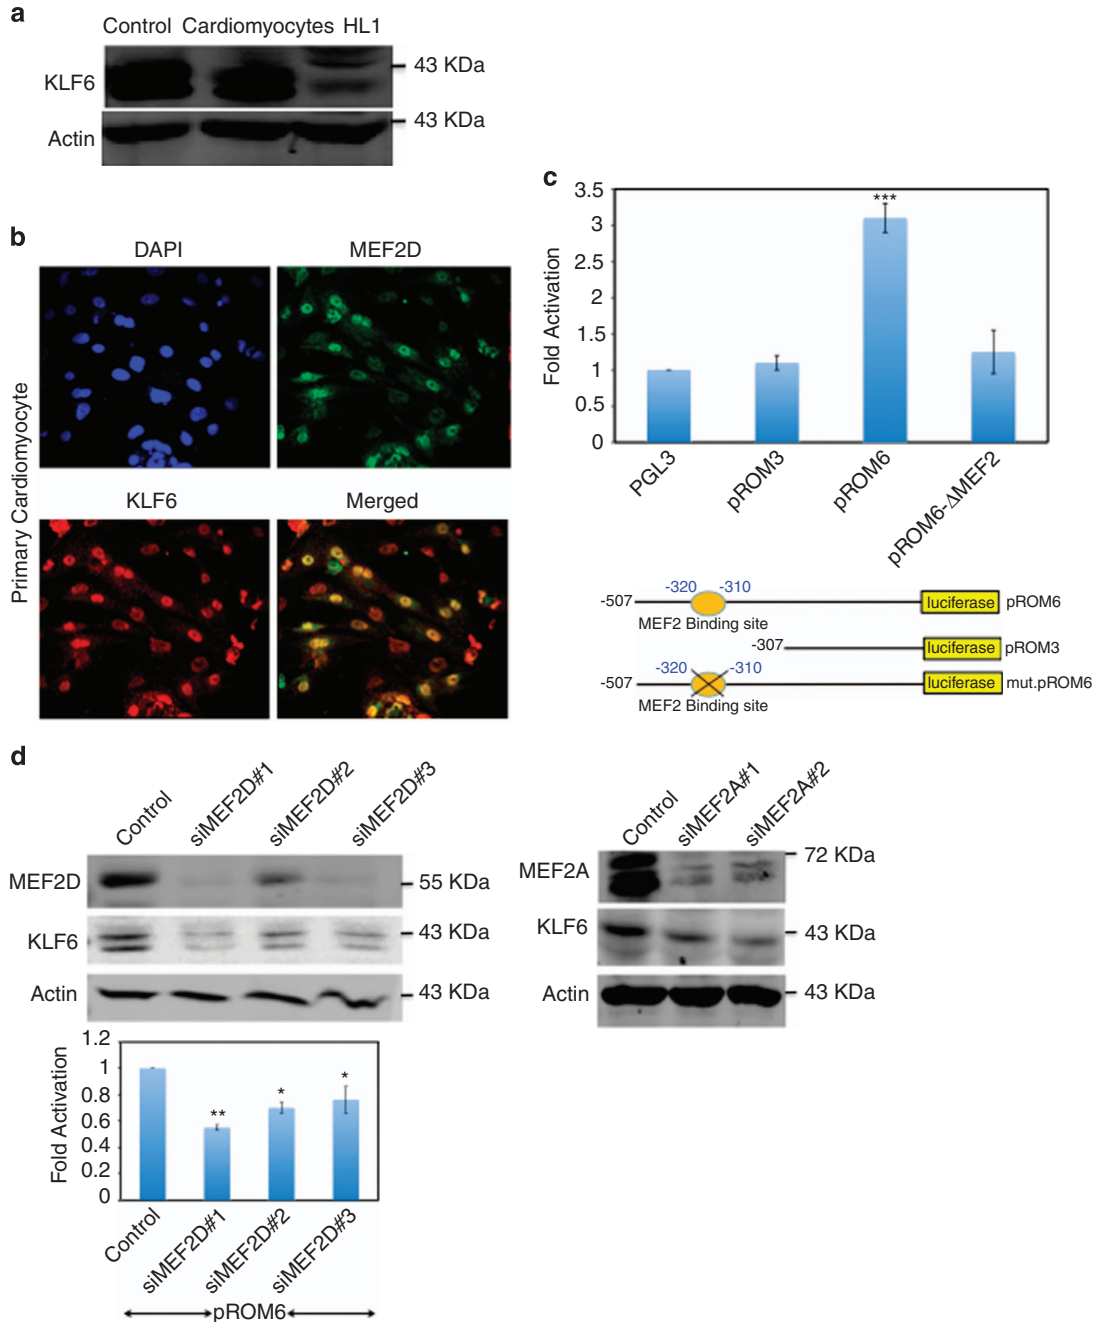 a
Control Cardiomyocytes HL1
KLF6
43 KDa
Actin
43 KDa
b
DAPI
MEF2D
KLF6
Merged
Primary Cardiomyocyte
c
Fold Activation
3.5
3
2.5
2
1.5
1
0.5
0
***
PGL3
pROM3
pROM6
pROM6-ΔMEF2
-507
-320
-310
MEF2 Binding site
luciferase
pROM6
-307
luciferase
pROM3
-507
-320
-310
MEF2 Binding site
luciferase
mut.pROM6
d
Control
siMEF2D#1
siMEF2D#2
siMEF2D#3
MEF2D
55 KDa
KLF6
43 KDa
Actin
43 KDa
Control
siMEF2A#1
siMEF2A#2
MEF2A
72 KDa
KLF6
43 KDa
Actin
43 KDa
Fold Activation
1.2
1
0.8
0.6
0.4
0.2
0
**
*
*
Control
siMEF2D#1
siMEF2D#2
siMEF2D#3
pROM6